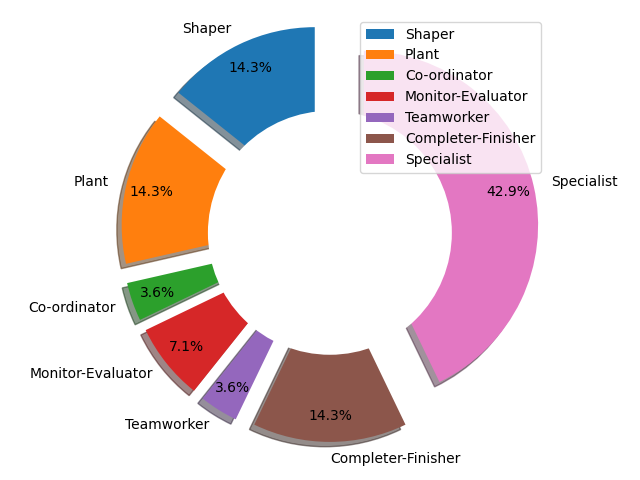 Shaper
14.3%
Plant
14.3%
Co-ordinator
3.6%
Monitor-Evaluator
7.1%
Teamworker
3.6%
Completer-Finisher
14.3%
Specialist
42.9%
Shaper
Plant
Co-ordinator
Monitor-Evaluator
Teamworker
Completer-Finisher
Specialist